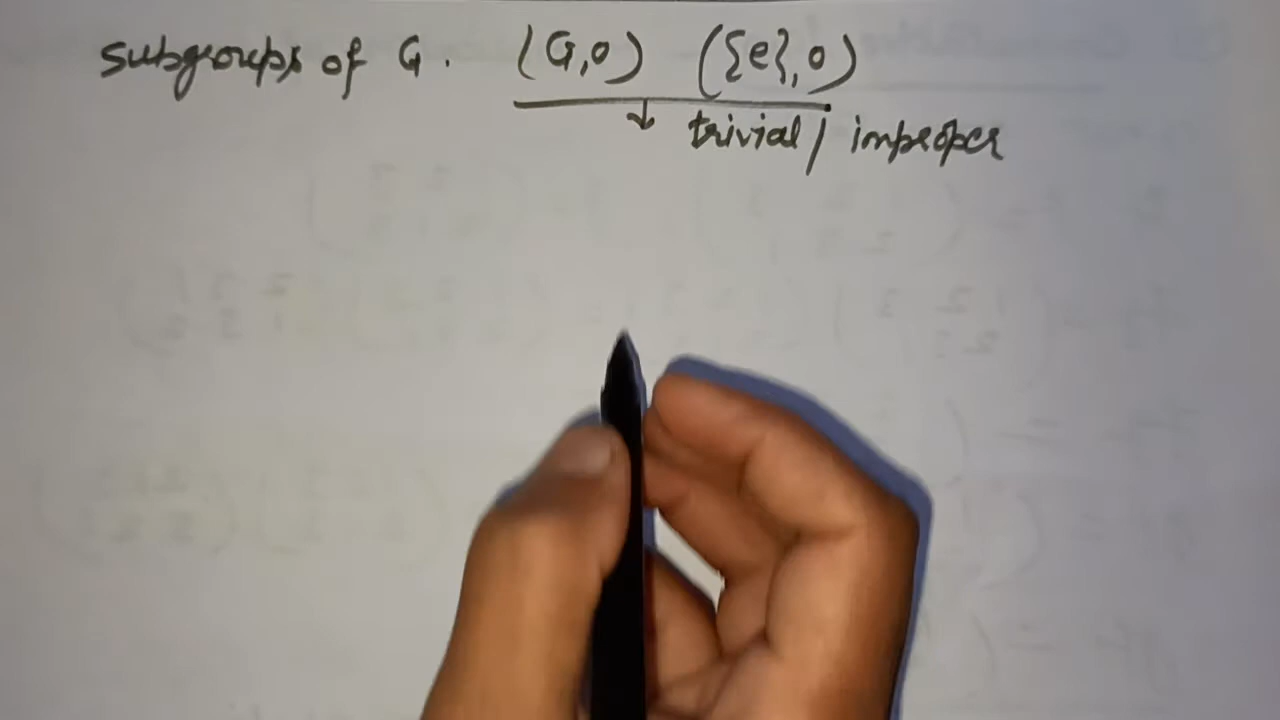 subgroups of G. (G,o) ({e},o)
↓ trivial/ improper